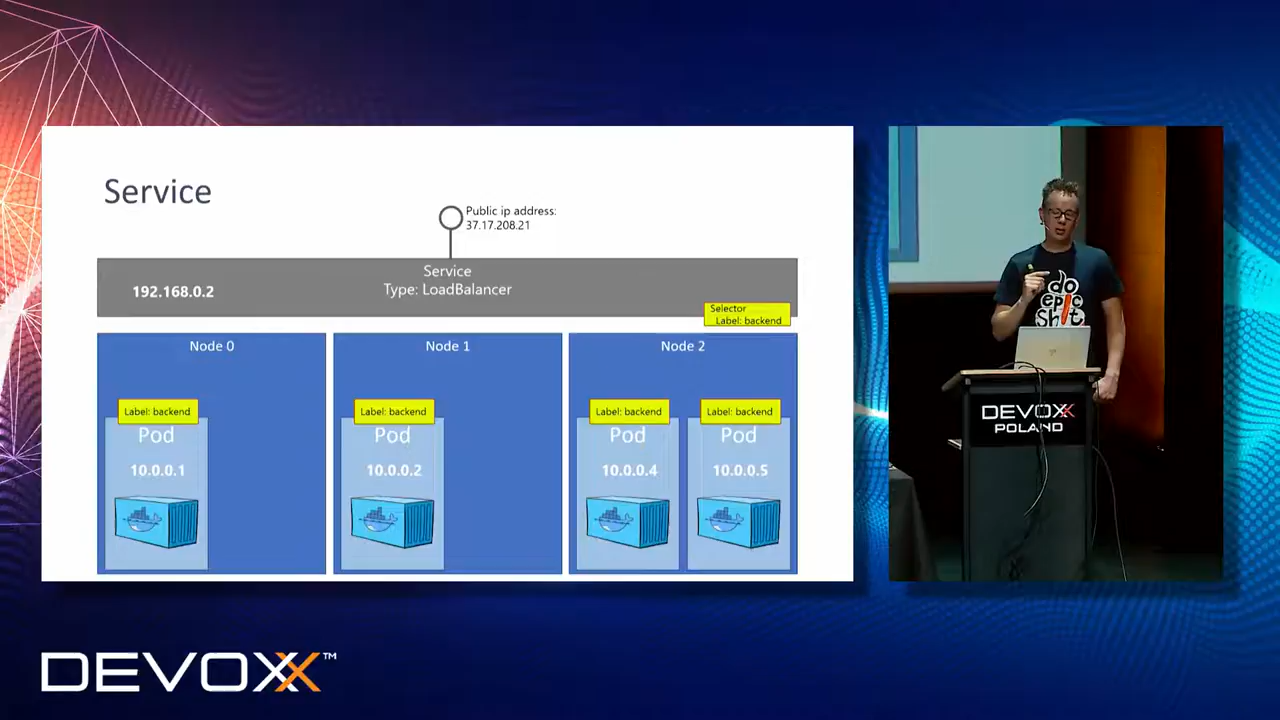 Service
Public ip address:
37.17.208.21
Service
Type: LoadBalancer
192.168.0.2
Selector
Label: backend
Node 0
Node 1
Node 2
Label: backend
Label: backend
Label: backend
Label: backend
Pod
Pod
Pod
Pod
10.0.0.1
10.0.0.2
10.0.0.4
10.0.0.5
do
epic
Sh!t
DEVOXX
POLAND
DEVOXX™